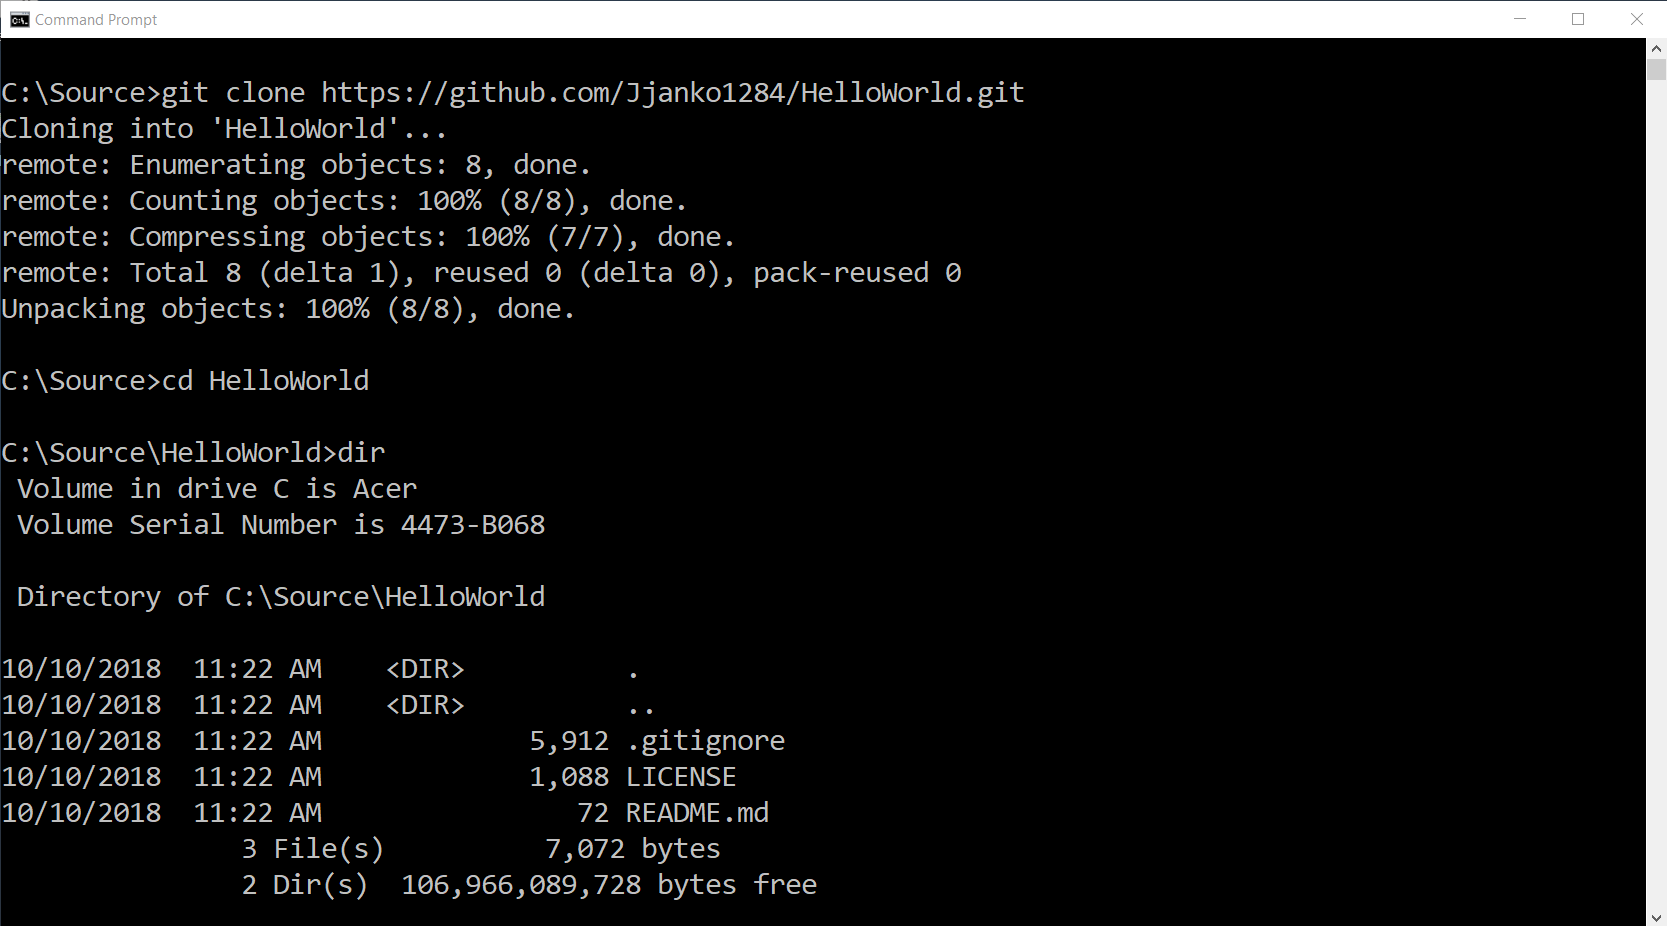 Command Prompt
C:\Source>git clone https://github.com/Jjanko1284/HelloWorld.git
Cloning into 'HelloWorld'...
remote: Enumerating objects: 8, done.
remote: Counting objects: 100% (8/8), done.
remote: Compressing objects: 100% (7/7), done.
remote: Total 8 (delta 1), reused 0 (delta 0), pack-reused 0
Unpacking objects: 100% (8/8), done.
C:\Source>cd HelloWorld
C:\Source\HelloWorld>dir
 Volume in drive C is Acer
 Volume Serial Number is 4473-B068
 Directory of C:\Source\HelloWorld
10/10/2018  11:22 AM    <DIR>          .
10/10/2018  11:22 AM    <DIR>          ..
10/10/2018  11:22 AM             5,912 .gitignore
10/10/2018  11:22 AM             1,088 LICENSE
10/10/2018  11:22 AM                72 README.md
               3 File(s)          7,072 bytes
               2 Dir(s)  106,966,089,728 bytes free